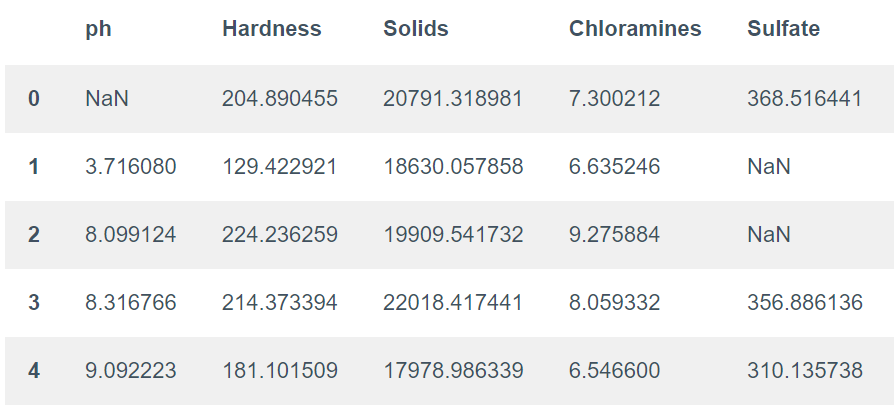 ph Hardness Solids Chloramines Sulfate
0 NaN 204.890455 20791.318981 7.300212 368.516441
1 3.716080 129.422921 18630.057858 6.635246 NaN
2 8.099124 224.236259 19909.541732 9.275884 NaN
3 8.316766 214.373394 22018.417441 8.059332 356.886136
4 9.092223 181.101509 17978.986339 6.546600 310.135738